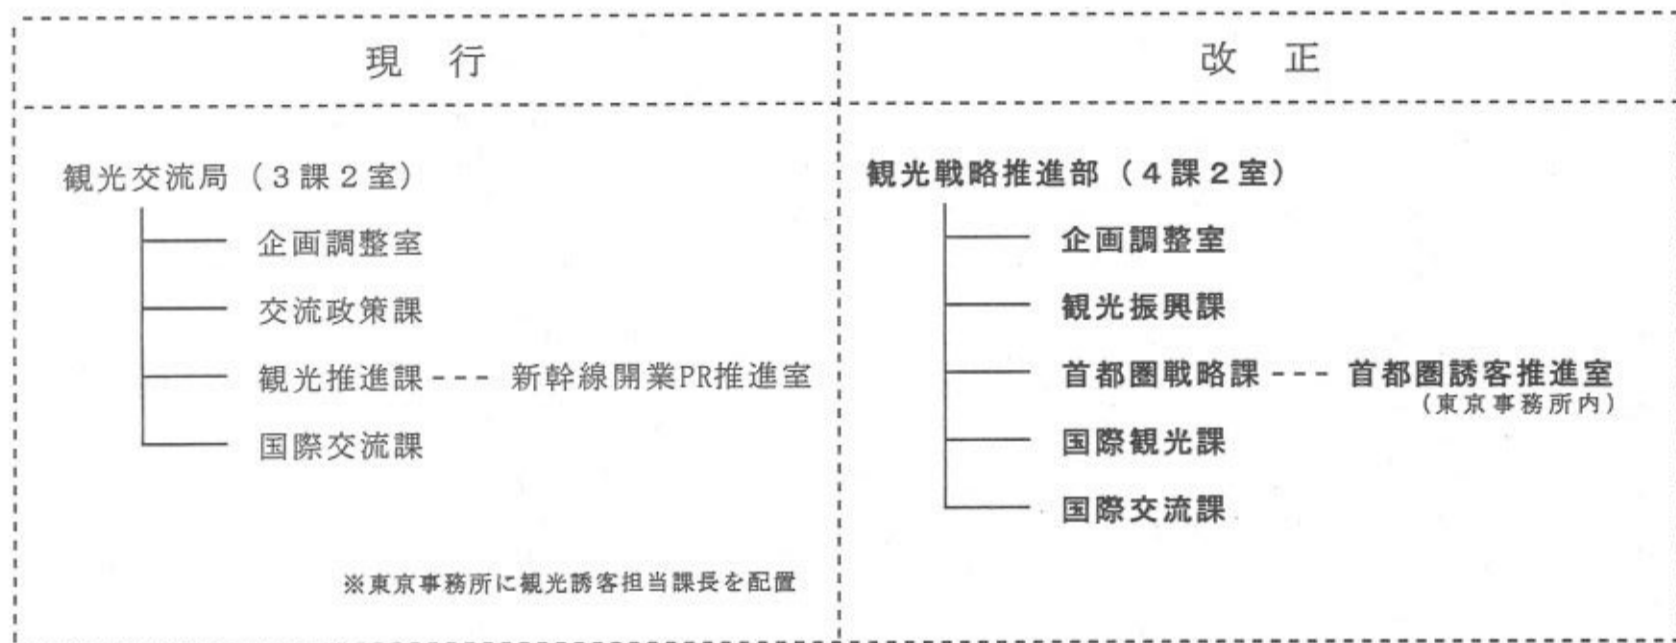 現 行
観光交流局（３課２室）
企画調整室
交流政策課
観光推進課--- 新幹線開業PR推進室
国際交流課
※東京事務所に観光誘客担当課長を配置
改 正
観光戦略推進部（４課２室）
企画調整室
観光振興課
首都圏戦略課--- 首都圏誘客推進室
（東京事務所内）
国際観光課
国際交流課